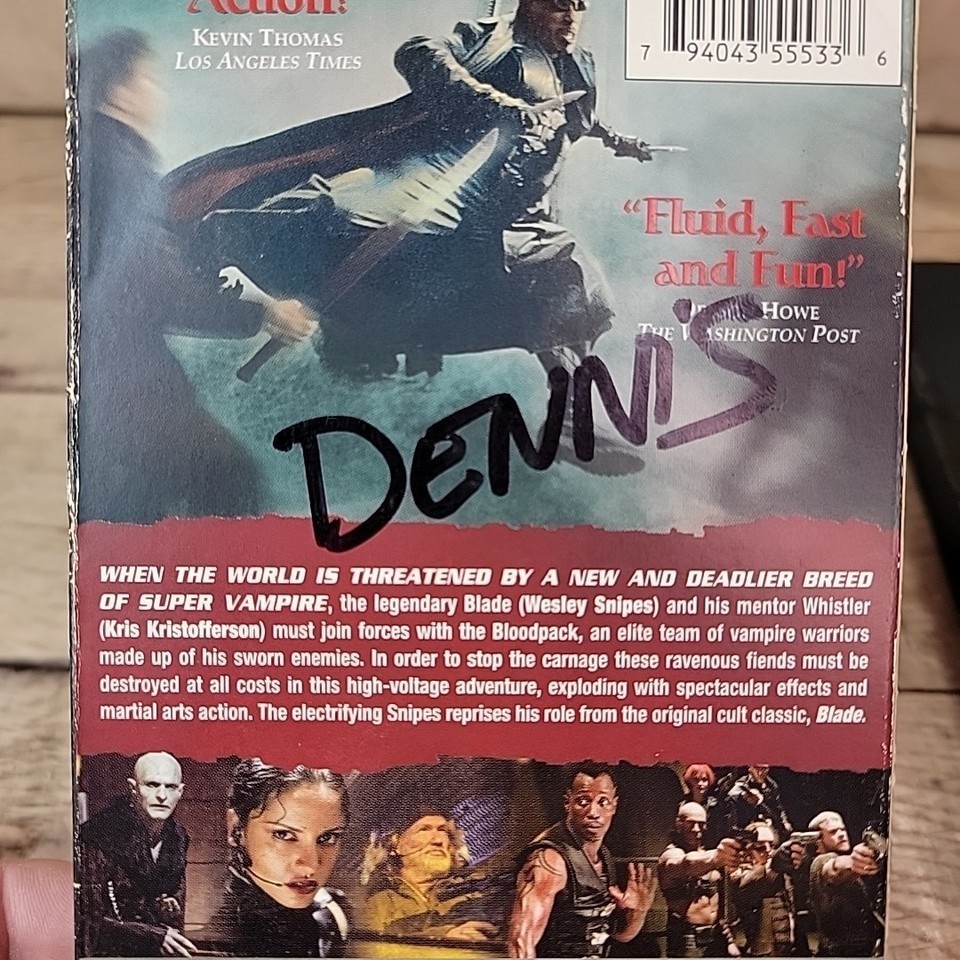 Action!
KEVIN THOMAS
LOS ANGELES TIMES
7 94043 55533 6
“Fluid, Fast
and Fun!”
HOWE
THE WASHINGTON POST
DENNIS
WHEN THE WORLD IS THREATENED BY A NEW AND DEADLIER BREED
OF SUPER VAMPIRE, the legendary Blade (Wesley Snipes) and his mentor Whistler
(Kris Kristofferson) must join forces with the Bloodpack, an elite team of vampire warriors
made up of his sworn enemies. In order to stop the carnage these ravenous fiends must be
destroyed at all costs in this high-voltage adventure, exploding with spectacular effects and
martial arts action. The electrifying Snipes reprises his role from the original cult classic, Blade.